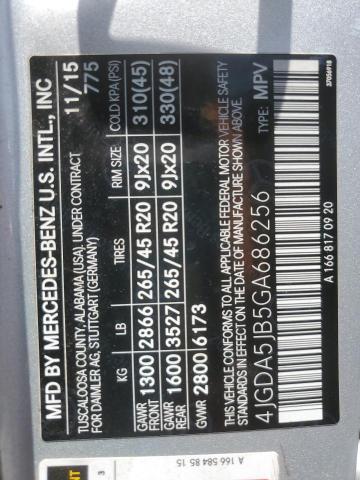 MFD BY MERCEDES-BENZ U.S. INTL., INC
TUSCALOOSA COUNTY, ALABAMA (USA), UNDER CONTRACT
FOR DAIMLER AG, STUTTGART (GERMANY)
11/15
775
KG LB TIRES RIM SIZE COLD KPA (PSI)
GAWR FRONT 1300 2866 265/45 R20 9Jx20 310(45)
GAWR REAR 1600 3527 265/45 R20 9Jx20 330(48)
GVWR 2800 6173
THIS VEHICLE CONFORMS TO ALL APPLICABLE FEDERAL MOTOR VEHICLE SAFETY
STANDARDS IN EFFECT ON THE DATE OF MANUFACTURE SHOWN ABOVE.
4JGDA5JB5GA686256 TYPE: MPV
A 166 817 09 20
37056918
A 166 584 85 15
3